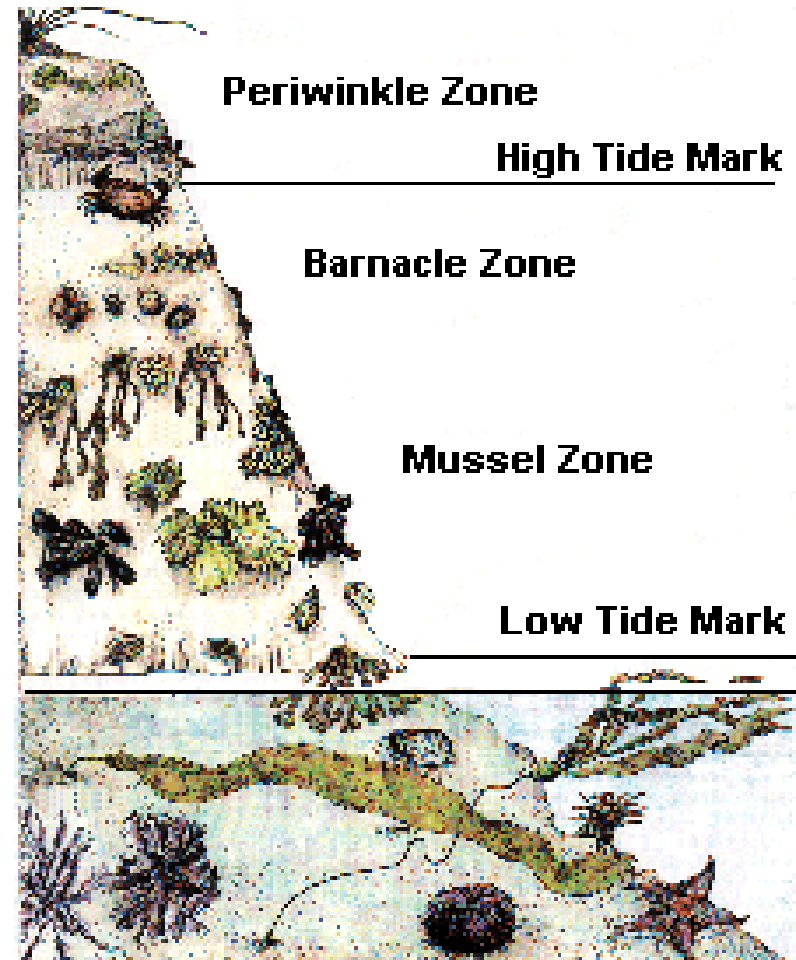 Periwinkle Zone
High Tide Mark
Barnacle Zone
Mussel Zone
Low Tide Mark